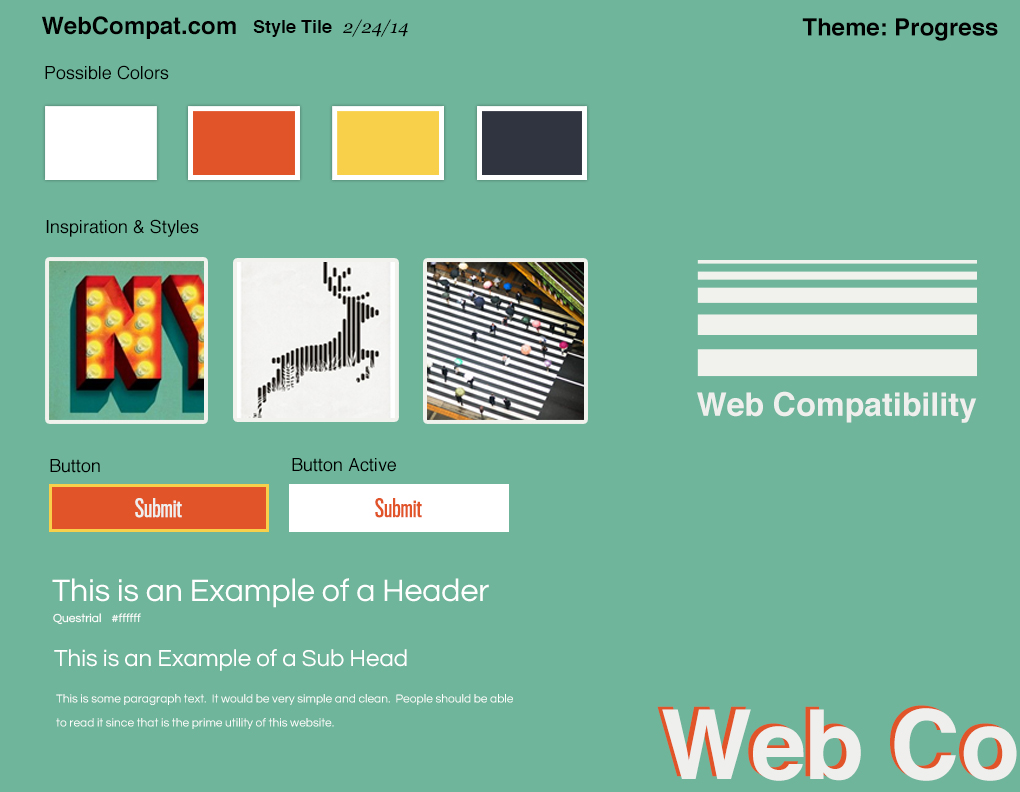 WebCompat.com Style Tile 2/24/14
Theme: Progress
Possible Colors
Inspiration & Styles
NY
Web Compatibility
Button
Button Active
Submit
Submit
This is an Example of a Header
Questrial #ffffff
This is an Example of a Sub Head
This is some paragraph text. It would be very simple and clean. People should be able
to read it since that is the prime utility of this website.
Web Co